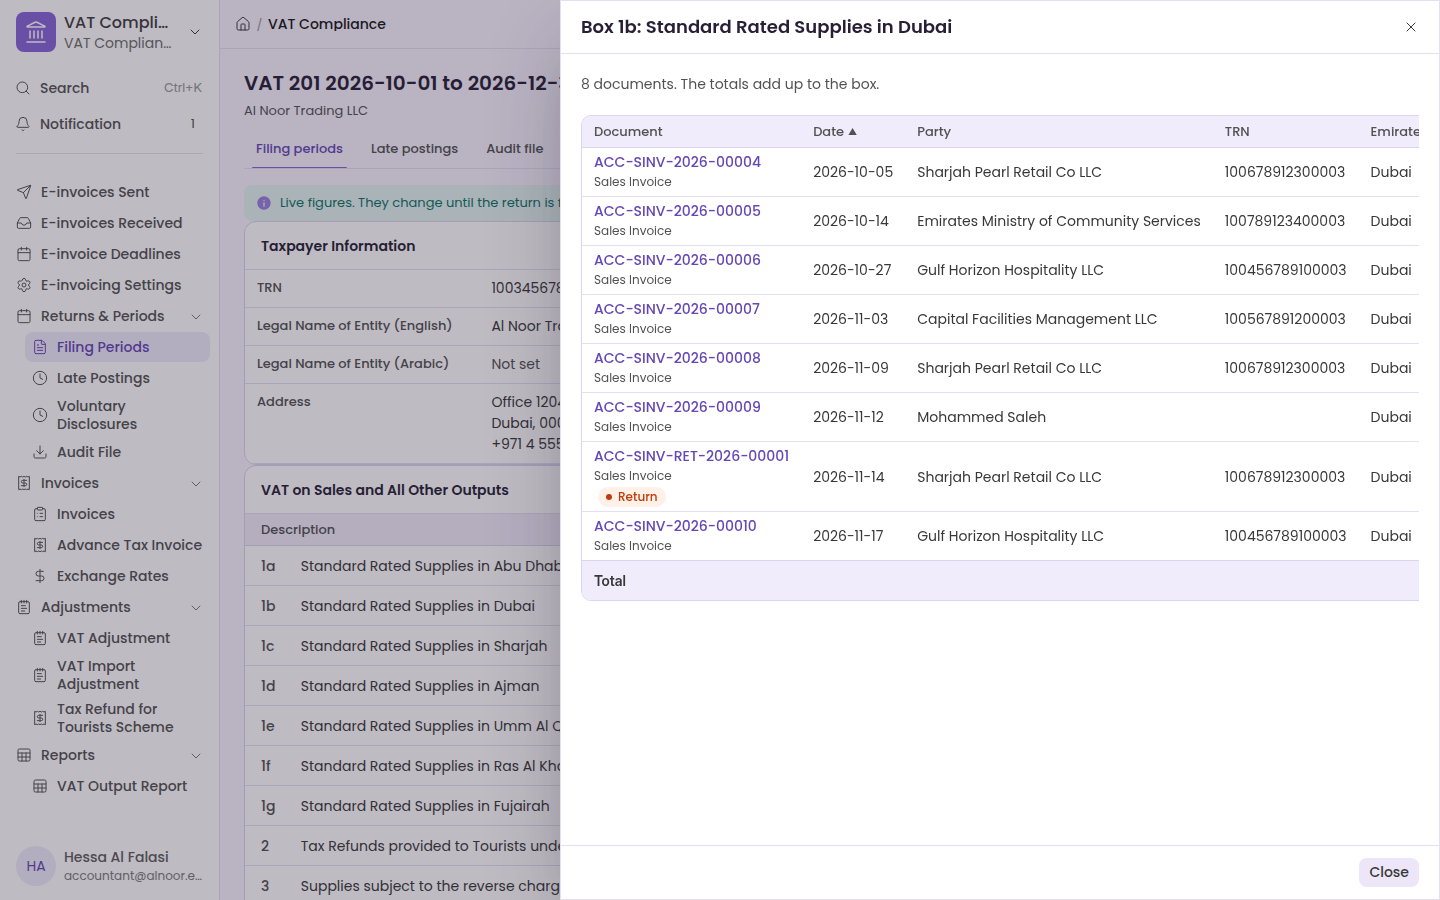 VAT Compli...
VAT Complian...
Search Ctrl+K
Notification 1
E-invoices Sent
E-invoices Received
E-invoice Deadlines
E-invoicing Settings
Returns & Periods
Filing Periods
Late Postings
Voluntary
Disclosures
Audit File
Invoices
Invoices
Advance Tax Invoice
Exchange Rates
Adjustments
VAT Adjustment
VAT Import
Adjustment
Tax Refund for
Tourists Scheme
Reports
VAT Output Report
HA
Hessa Al Falasi
accountant@alnoor.e...
/ VAT Compliance
VAT 201 2026-10-01 to 2026-12-
Al Noor Trading LLC
Filing periods Late postings Audit file
Live figures. They change until the return is
Taxpayer Information
TRN 10034567
Legal Name of Entity (English) Al Noor
Legal Name of Entity (Arabic) Not set
Address Office 1204
Dubai, 00
+971 4 555
VAT on Sales and All Other Outputs
Description
1a Standard Rated Supplies in Abu
1b Standard Rated Supplies in Dubai
1c Standard Rated Supplies in Sharjah
1d Standard Rated Supplies in Ajman
1e Standard Rated Supplies in Umm Al
1f Standard Rated Supplies in Ras Al
1g Standard Rated Supplies in Fujairah
2 Tax Refunds provided to Tourists
3 Supplies subject to the reverse
Box 1b: Standard Rated Supplies in Dubai
8 documents. The totals add up to the box.
Document Date ▲ Party TRN Emirate
ACC-SINV-2026-00004
Sales Invoice
2026-10-05 Sharjah Pearl Retail Co LLC 100678912300003 Dubai
ACC-SINV-2026-00005
Sales Invoice
2026-10-14 Emirates Ministry of Community Services 100789123400003 Dubai
ACC-SINV-2026-00006
Sales Invoice
2026-10-27 Gulf Horizon Hospitality LLC 100456789100003 Dubai
ACC-SINV-2026-00007
Sales Invoice
2026-11-03 Capital Facilities Management LLC 100567891200003 Dubai
ACC-SINV-2026-00008
Sales Invoice
2026-11-09 Sharjah Pearl Retail Co LLC 100678912300003 Dubai
ACC-SINV-2026-00009
Sales Invoice
2026-11-12 Mohammed Saleh Dubai
ACC-SINV-RET-2026-00001
Sales Invoice
Return
2026-11-14 Sharjah Pearl Retail Co LLC 100678912300003 Dubai
ACC-SINV-2026-00010
Sales Invoice
2026-11-17 Gulf Horizon Hospitality LLC 100456789100003 Dubai
Total
Close